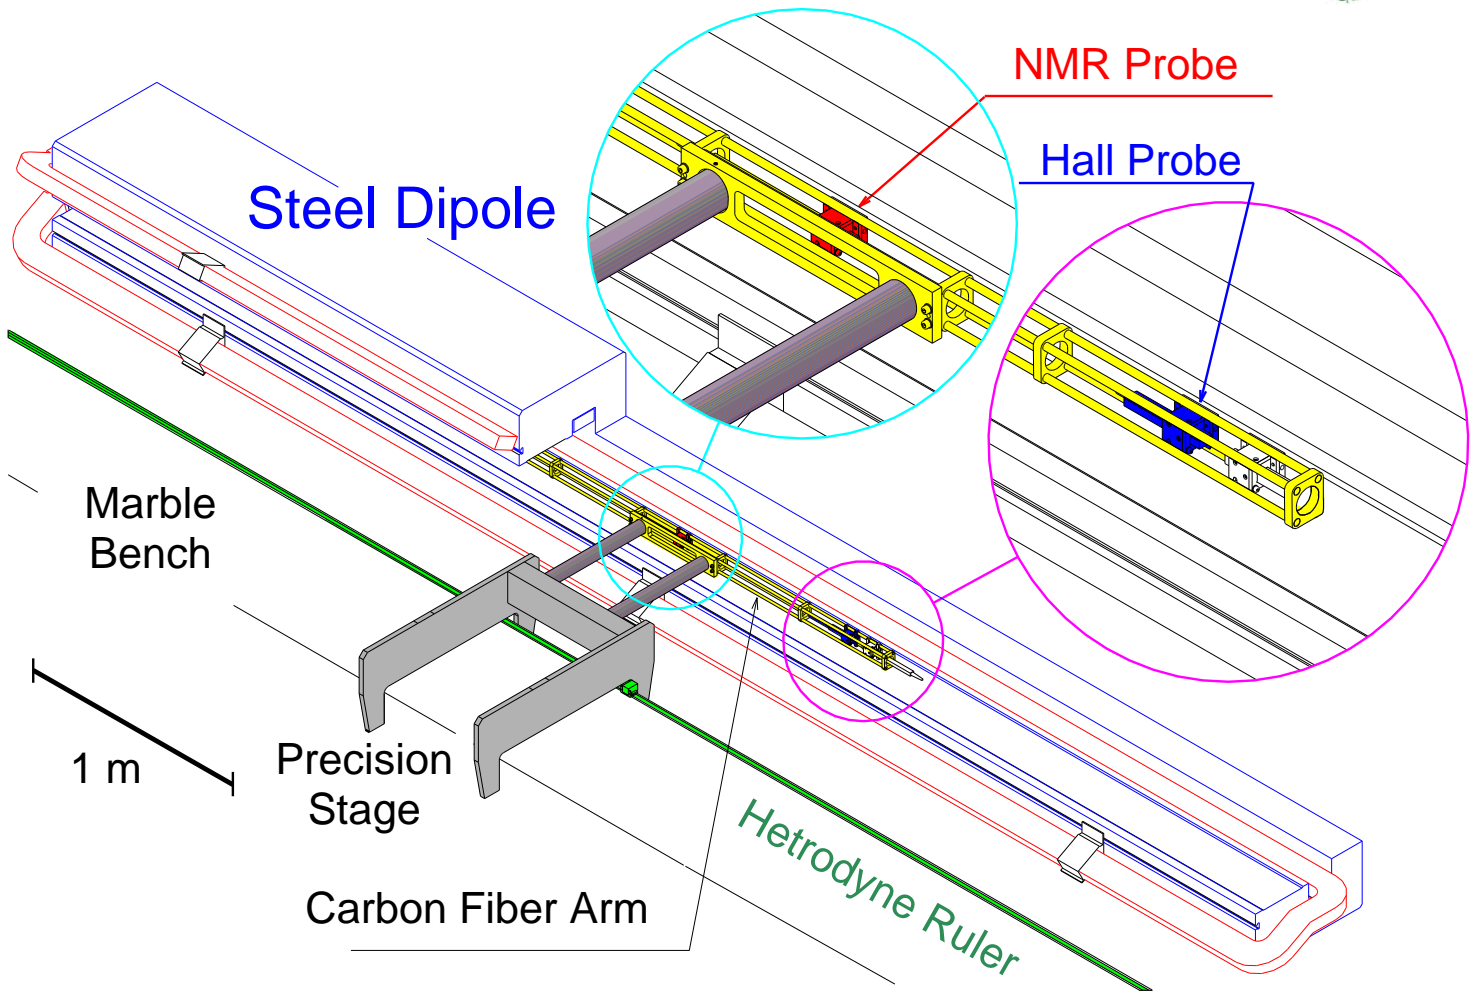 NMR Probe
Hall Probe
Steel Dipole
Marble
Bench
1 m
Precision
Stage
Hetrodyne Ruler
Carbon Fiber Arm